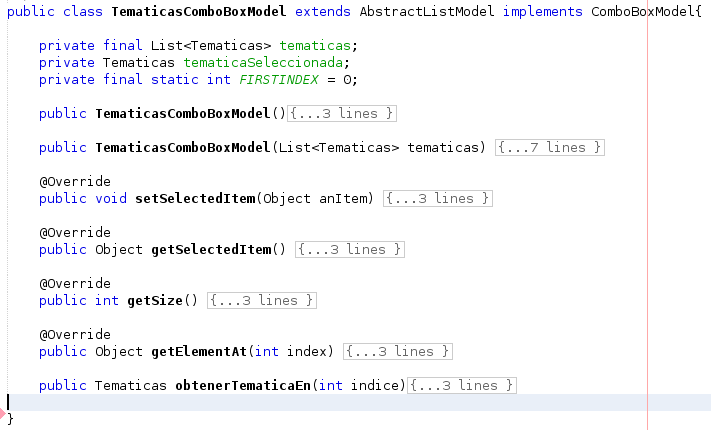 public class TematicasComboBoxModel extends AbstractListModel implements ComboBoxModel{
private final List<Tematicas> tematicas;
private Tematicas tematicaSeleccionada;
private final static int FIRSTINDEX = 0;
public TematicasComboBoxModel(){...3 lines }
public TematicasComboBoxModel(List<Tematicas> tematicas) {...7 lines }
@Override
public void setSelectedItem(Object anItem) {...3 lines }
@Override
public Object getSelectedItem() {...3 lines }
@Override
public int getSize() {...3 lines }
@Override
public Object getElementAt(int index) {...3 lines }
public Tematicas obtenerTematicaEn(int indice){...3 lines }
}